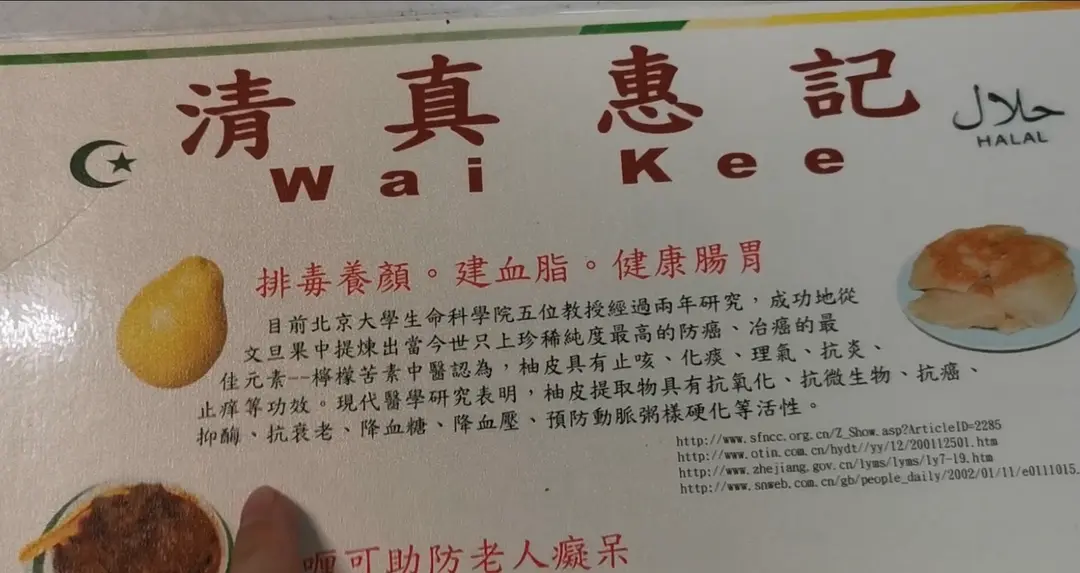 清真惠記
حلال
HALAL
Wai Kee
排毒養顏。建血脂。健康腸胃
目前北京大學生命科學院五位教授經過兩年研究，成功地從
文旦果中提煉出當今世只上珍稀純度最高的防癌、冶癌的最
佳元素--檸檬苦素中醫認為，柚皮具有止咳、化痰、理氣、抗炎、
止痒等功效。現代醫學研究表明，柚皮提取物具有抗氧化、抗微生物、抗癌、
抑酶、抗衰老、降血糖、降血壓、預防動脈粥樣硬化等活性。
http://www.sfncc.org.cn/Z_Show.asp?ArticleID=2285
http://www.otin.com.cn/hydt//yy/12/200112501.htm
http://www.zhejiang.gov.cn/lyms/lyms/ly7-19.htm
http://www.snweb.com.cn/gb/people_daily/2002/01/11/e0111015.
可助防老人癡呆